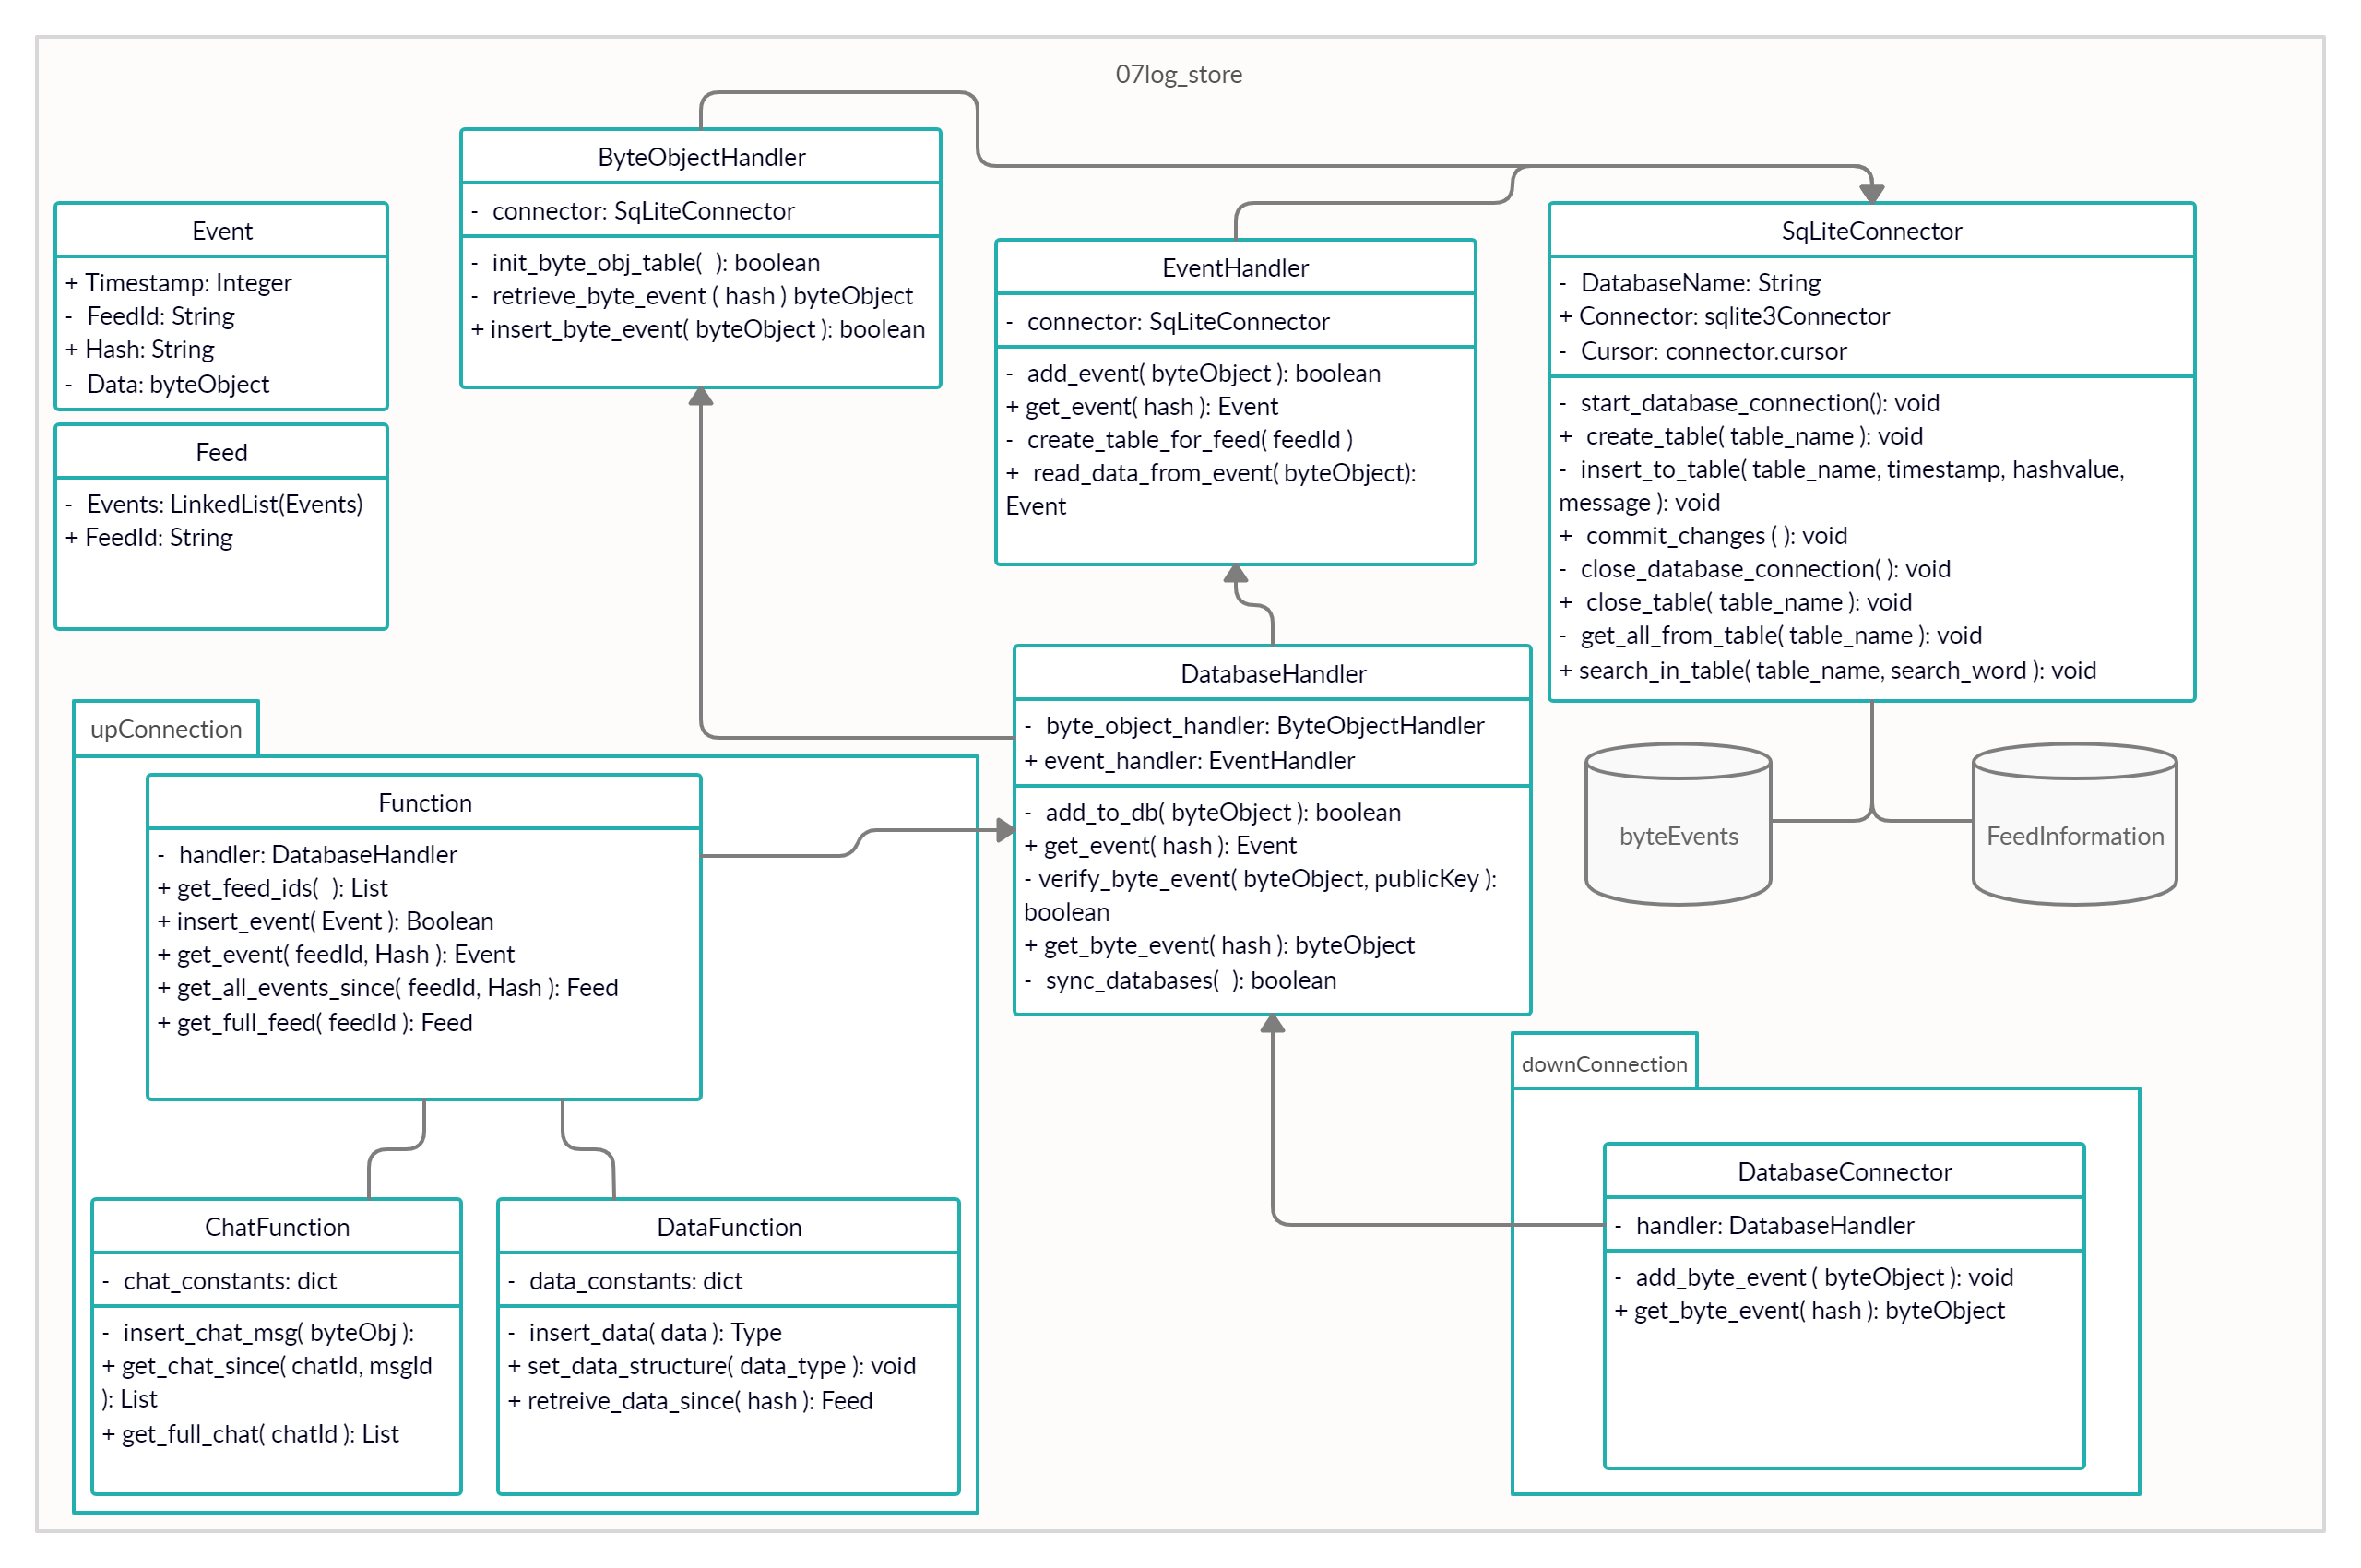 07log_store
ByteObjectHandler
- connector: SqLiteConnector
- init_byte_obj_table( ): boolean
- retrieve_byte_event ( hash ) byteObject
+ insert_byte_event( byteObject ): boolean
Event
+ Timestamp: Integer
- FeedId: String
+ Hash: String
- Data: byteObject
Feed
- Events: LinkedList(Events)
+ FeedId: String
EventHandler
- connector: SqLiteConnector
- add_event( byteObject ): boolean
+ get_event( hash ): Event
- create_table_for_feed( feedId )
+ read_data_from_event( byteObject):
Event
SqLiteConnector
- DatabaseName: String
+ Connector: sqlite3Connector
- Cursor: connector.cursor
- start_database_connection(): void
+ create_table( table_name ): void
- insert_to_table( table_name, timestamp, hashvalue,
message ): void
+ commit_changes ( ): void
- close_database_connection( ): void
+ close_table( table_name ): void
- get_all_from_table( table_name ): void
+ search_in_table( table_name, search_word ): void
byteEvents
FeedInformation
DatabaseHandler
- byte_object_handler: ByteObjectHandler
+ event_handler: EventHandler
- add_to_db( byteObject ): boolean
+ get_event( hash ): Event
- verify_byte_event( byteObject, publicKey ):
boolean
+ get_byte_event( hash ): byteObject
- sync_databases( ): boolean
upConnection
Function
- handler: DatabaseHandler
+ get_feed_ids( ): List
+ insert_event( Event ): Boolean
+ get_event( feedId, Hash ): Event
+ get_all_events_since( feedId, Hash ): Feed
+ get_full_feed( feedId ): Feed
ChatFunction
- chat_constants: dict
- insert_chat_msg( byteObj ):
+ get_chat_since( chatId, msgId
): List
+ get_full_chat( chatId ): List
DataFunction
- data_constants: dict
- insert_data( data ): Type
+ set_data_structure( data_type ): void
+ retreive_data_since( hash ): Feed
downConnection
DatabaseConnector
- handler: DatabaseHandler
- add_byte_event ( byteObject ): void
+ get_byte_event( hash ): byteObject